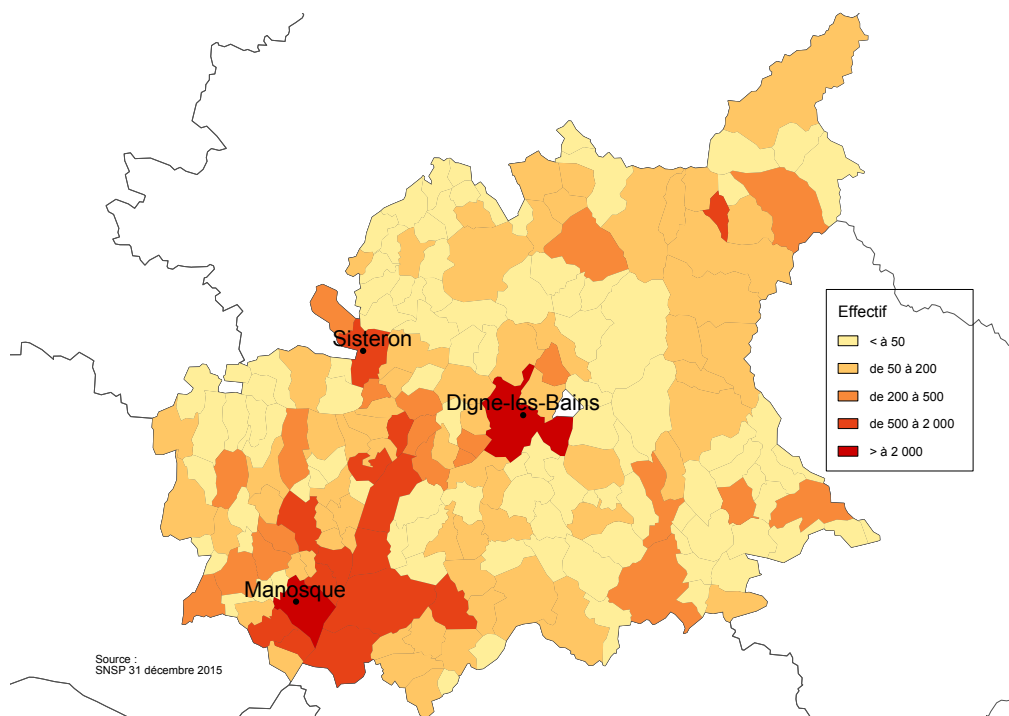 Sisteron
Digne-les-Bains
Manosque
Effectif
< à 50
de 50 à 200
de 200 à 500
de 500 à 2 000
> à 2 000
Source :
SNSP 31 décembre 2015